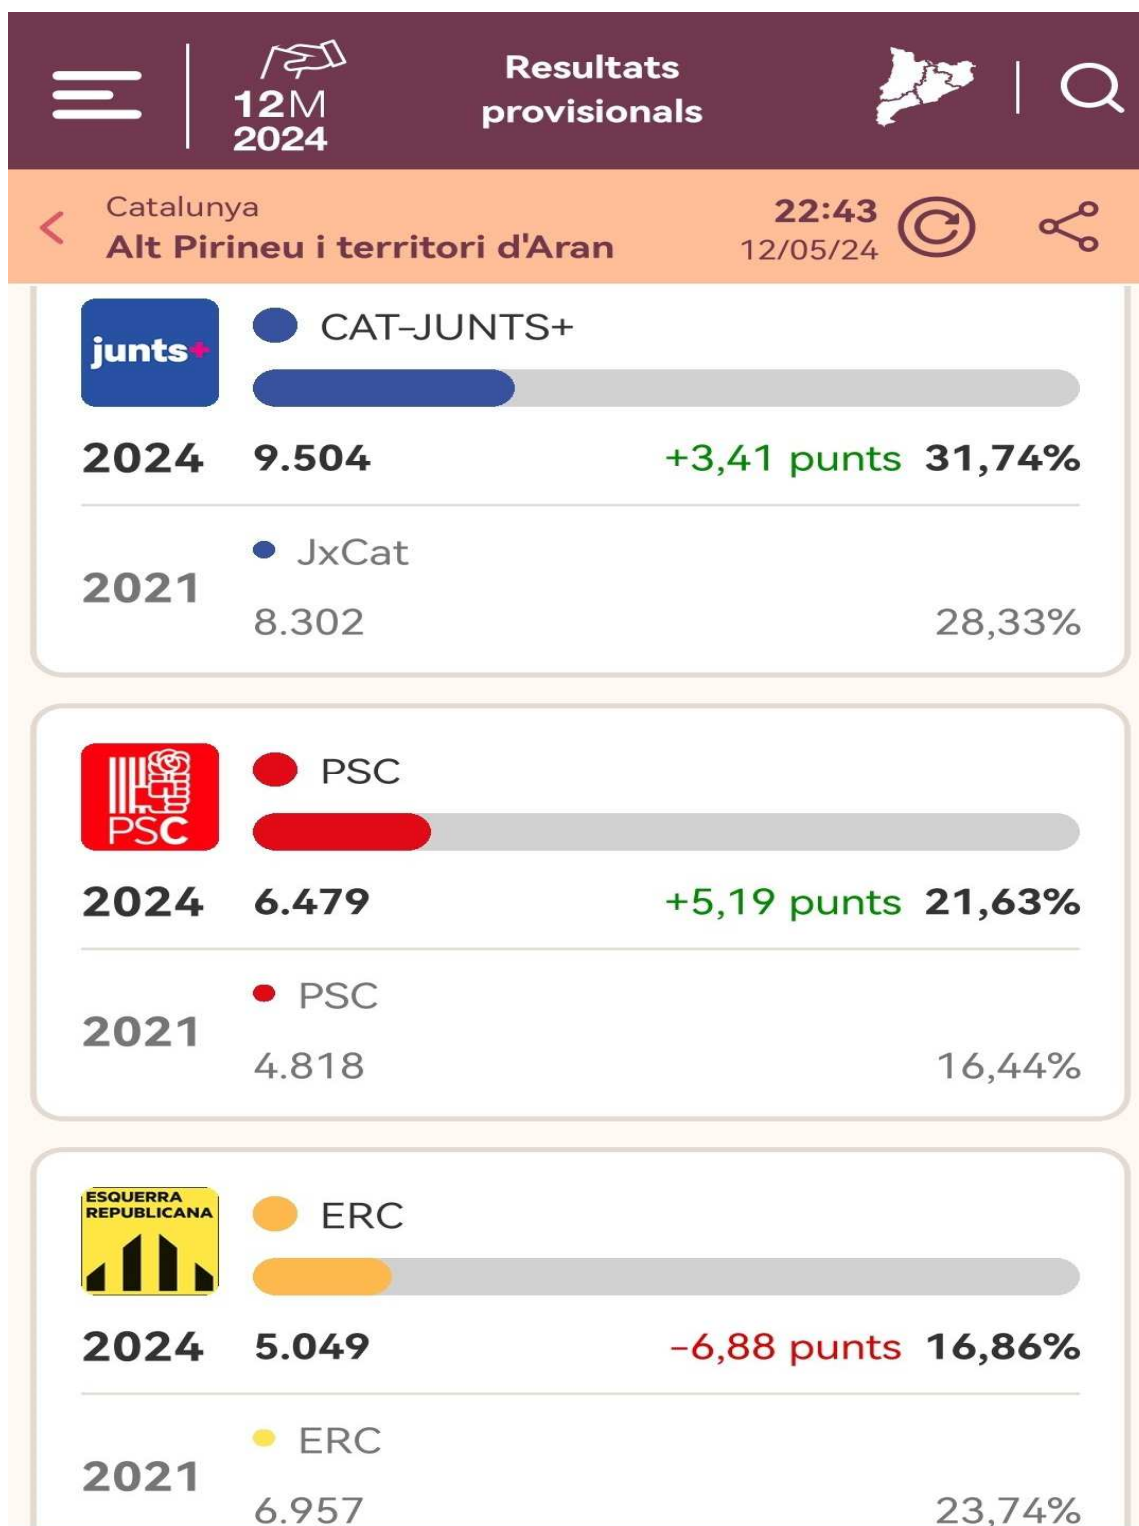 12M
2024
Resultats
provisionals
Catalunya
Alt Pirineu i territori d'Aran
22:43
12/05/24
junts+
CAT-JUNTS+
2024 9.504 +3,41 punts 31,74%
2021
JxCat
8.302 28,33%
PSC
PSC
2024 6.479 +5,19 punts 21,63%
2021
PSC
4.818 16,44%
ESQUERRA
REPUBLICANA
ERC
2024 5.049 -6,88 punts 16,86%
2021
ERC
6.957 23,74%